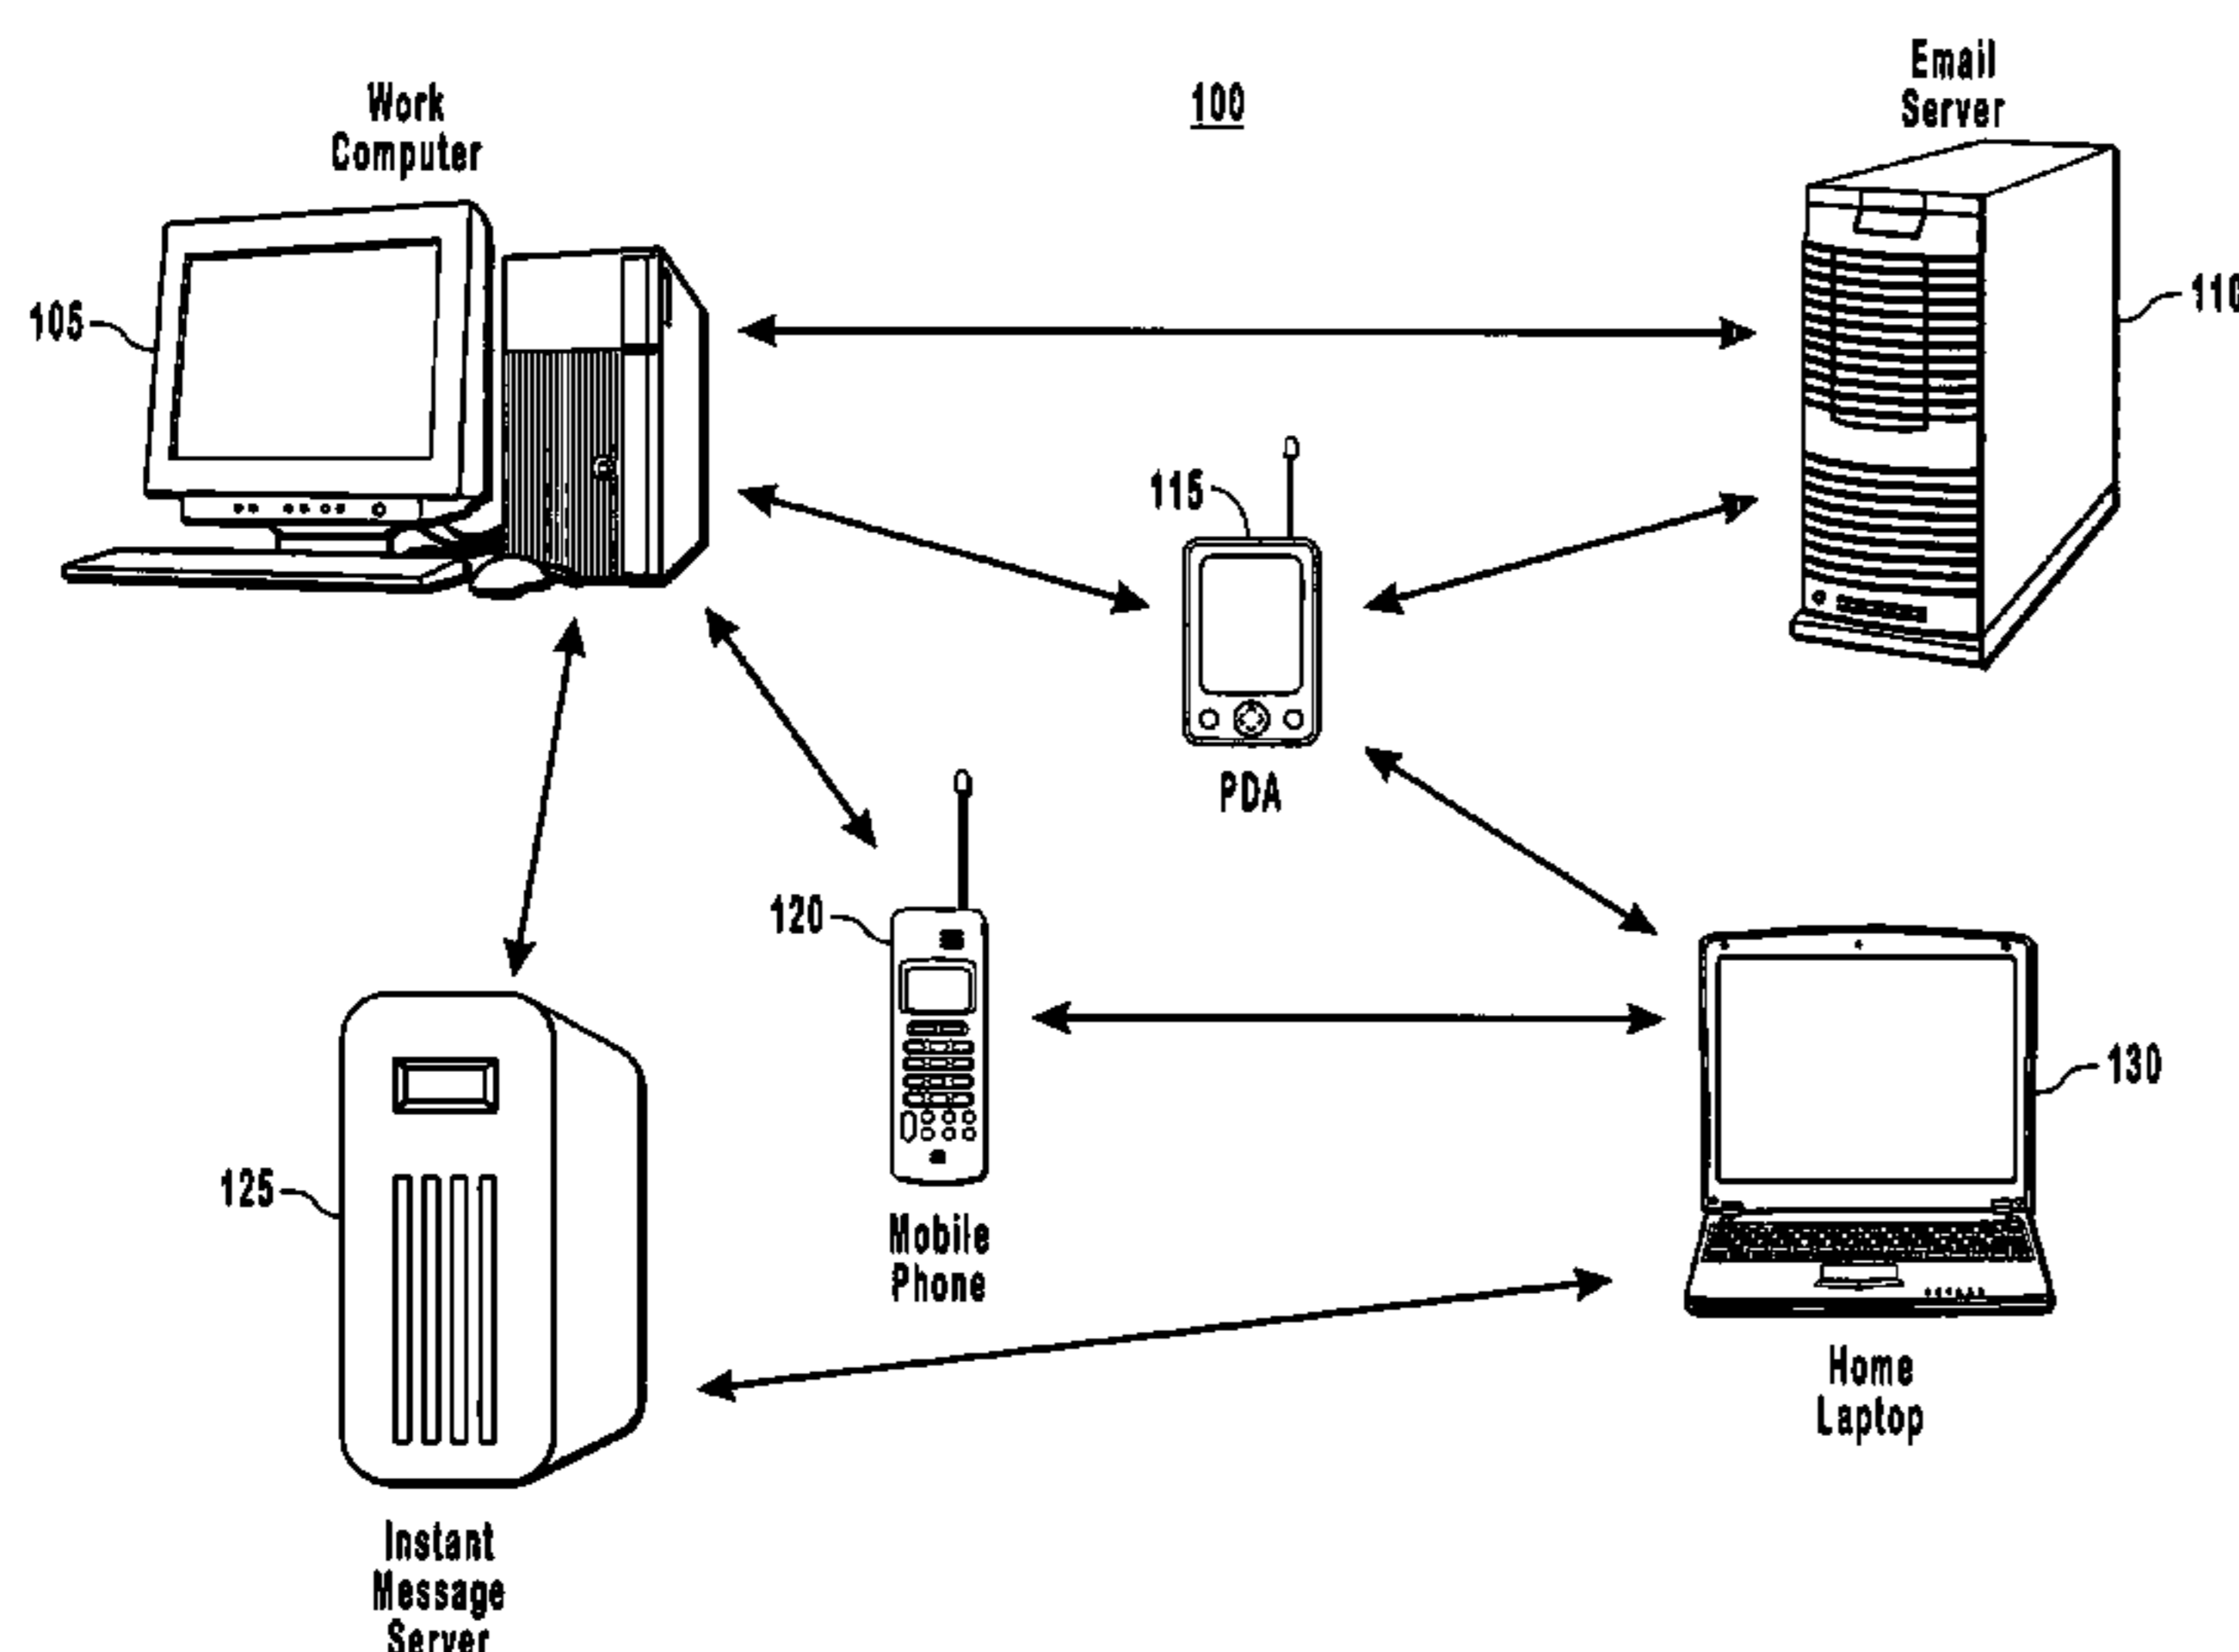 Work
Computer
100
Email
Server
105
110
115
PDA
120
130
125
Mobile
Phone
Home
Laptop
Instant
Message
Server